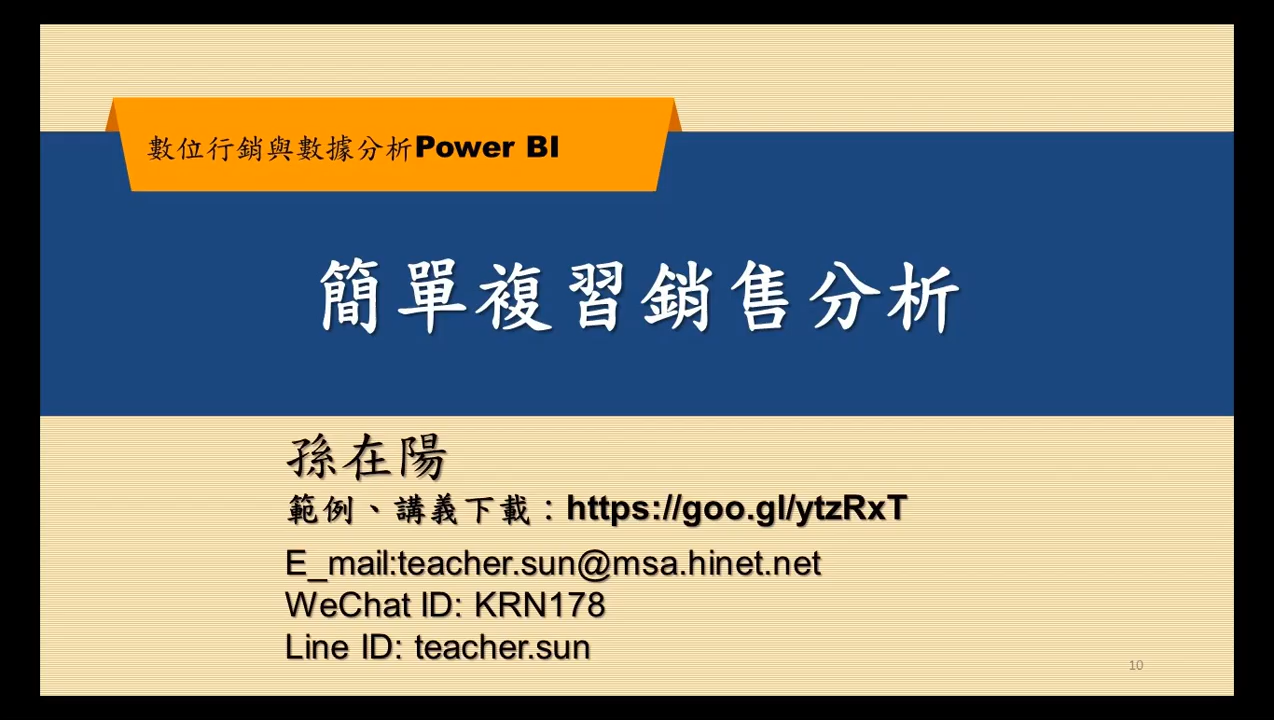 數位行銷與數據分析Power BI
簡單複習銷售分析
孫在陽
範例、講義下載：https://goo.gl/ytzRxT
E_mail:teacher.sun@msa.hinet.net
WeChat ID: KRN178
Line ID: teacher.sun
10